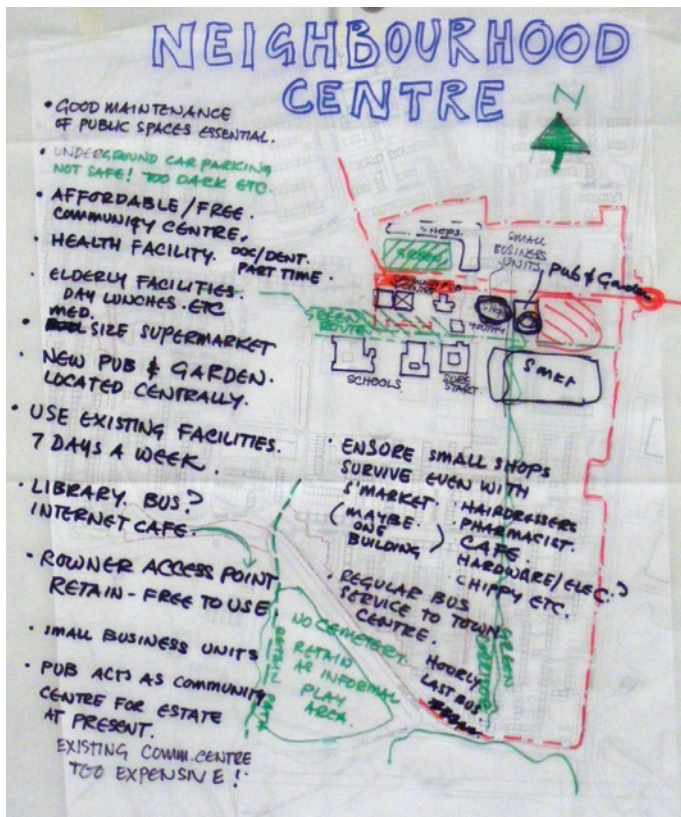 NEIGHBOURHOOD
CENTRE
N
• GOOD MAINTENANCE
OF PUBLIC SPACES ESSENTIAL.
• UNDERGROUND CAR PARKING
NOT SAFE! TOO DARK ETC
• AFFORDABLE/FREE.
COMMUNITY CENTRE.
• HEALTH FACILITY. DOC/DENT.
PART TIME.
• ELDERLY FACILITIES.
DAY LUNCHES. ETC
MED.
• SIZE SUPERMARKET
• NEW PUB & GARDEN.
LOCATED CENTRALLY.
• USE EXISTING FACILITIES.
7 DAYS A WEEK.
• LIBRARY. BUS?
INTERNET CAFE.
• ROWNER ACCESS POINT
RETAIN - FREE TO USE.
• SMALL BUSINESS UNITS
• PUB ACTS AS COMMUNITY
CENTRE FOR ESTATE
AT PRESENT.
EXISTING COMM. CENTRE
TOO EXPENSIVE!
SHOPS
GREEN
SMALL
BUSINESS
UNITS
PUB & Garden
GREEN
ROUTE
SHOPS
YOUTH
SCHOOLS
SURE
START
SMKT
• ENSURE SMALL SHOPS
SURVIVE EVEN WITH
S'MARKET.
(MAYBE
ONE
BUILDING)
• HAIRDRESSERS
• PHARMACIST.
CAFE.
HARDWARE/ELEC.?
• CHIPPY ETC.
• REGULAR BUS
SERVICE TO TOWN
CENTRE.
HOURLY
LAST BUS
NO CEMETERY
RETAIN
AS INFORMAL
PLAY
AREA.
GREEN